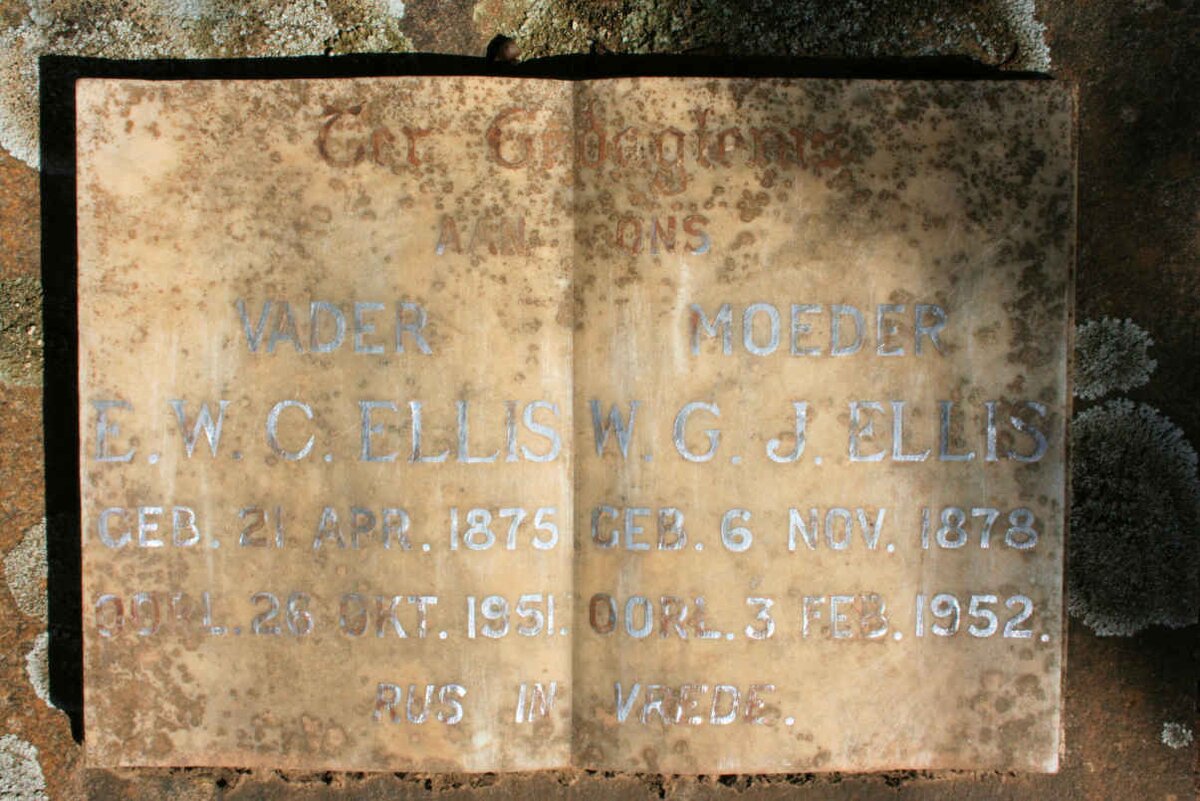 Ter Gedagtenis
AAN ONS
VADER
E. W. C. ELLIS
GEB. 21 APR. 1875
OORL. 26 OKT. 1951.
MOEDER
W. G. J. ELLIS
GEB. 6 NOV. 1878
OORL. 3 FEB. 1952.
RUS IN VREDE.